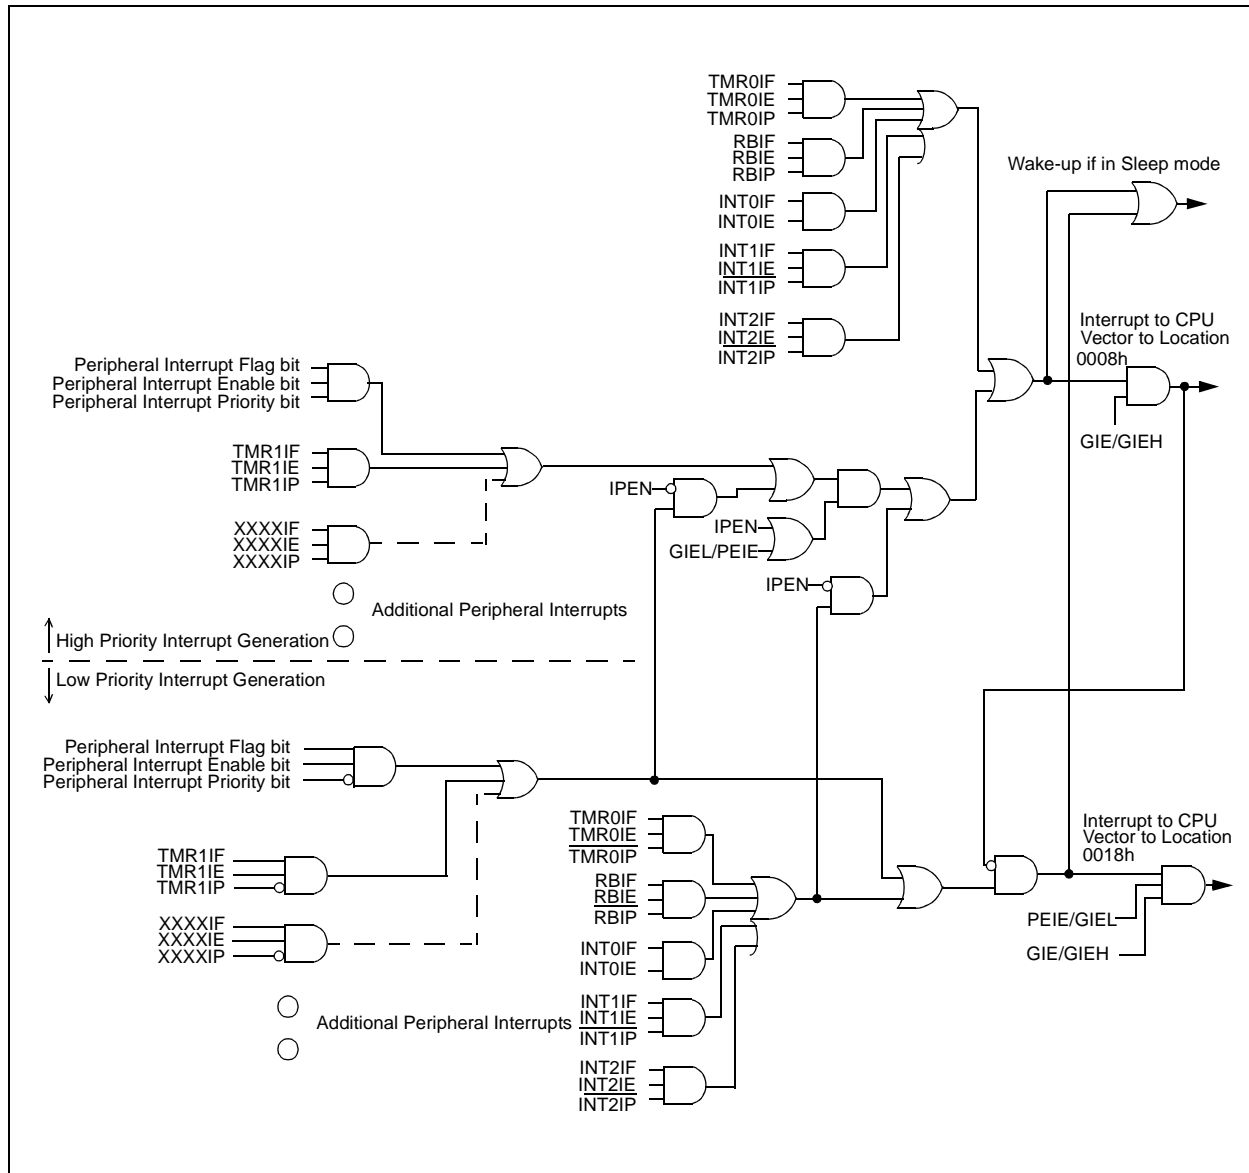 TMR0IF
TMR0IE
TMR0IP
RBIF
RBIE
RBIP
INT0IF
INT0IE
INT1IF
INT1IE
INT1IP
INT2IF
INT2IE
INT2IP
Wake-up if in Sleep mode
Interrupt to CPU
Vector to Location
0008h
GIE/GIEH
Peripheral Interrupt Flag bit
Peripheral Interrupt Enable bit
Peripheral Interrupt Priority bit
TMR1IF
TMR1IE
TMR1IP
XXXXIF
XXXXIE
XXXXIP
IPEN
IPEN
GIEL/PEIE
IPEN
Additional Peripheral Interrupts
High Priority Interrupt Generation
Low Priority Interrupt Generation
Peripheral Interrupt Flag bit
Peripheral Interrupt Enable bit
Peripheral Interrupt Priority bit
TMR1IF
TMR1IE
TMR1IP
XXXXIF
XXXXIE
XXXXIP
Additional Peripheral Interrupts
TMR0IF
TMR0IE
TMR0IP
RBIF
RBIE
RBIP
INT0IF
INT0IE
INT1IF
INT1IE
INT1IP
INT2IF
INT2IE
INT2IP
Interrupt to CPU
Vector to Location
0018h
PEIE/GIEL
GIE/GIEH